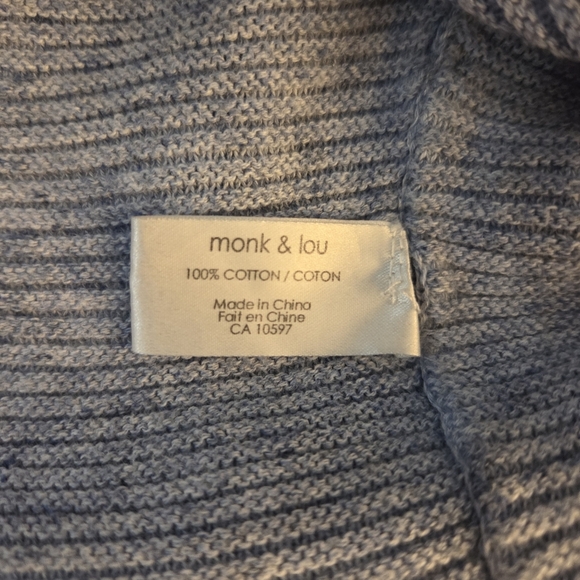 monk & lou
100% COTTON / COTON
Made in China
Fait en Chine
CA 10597